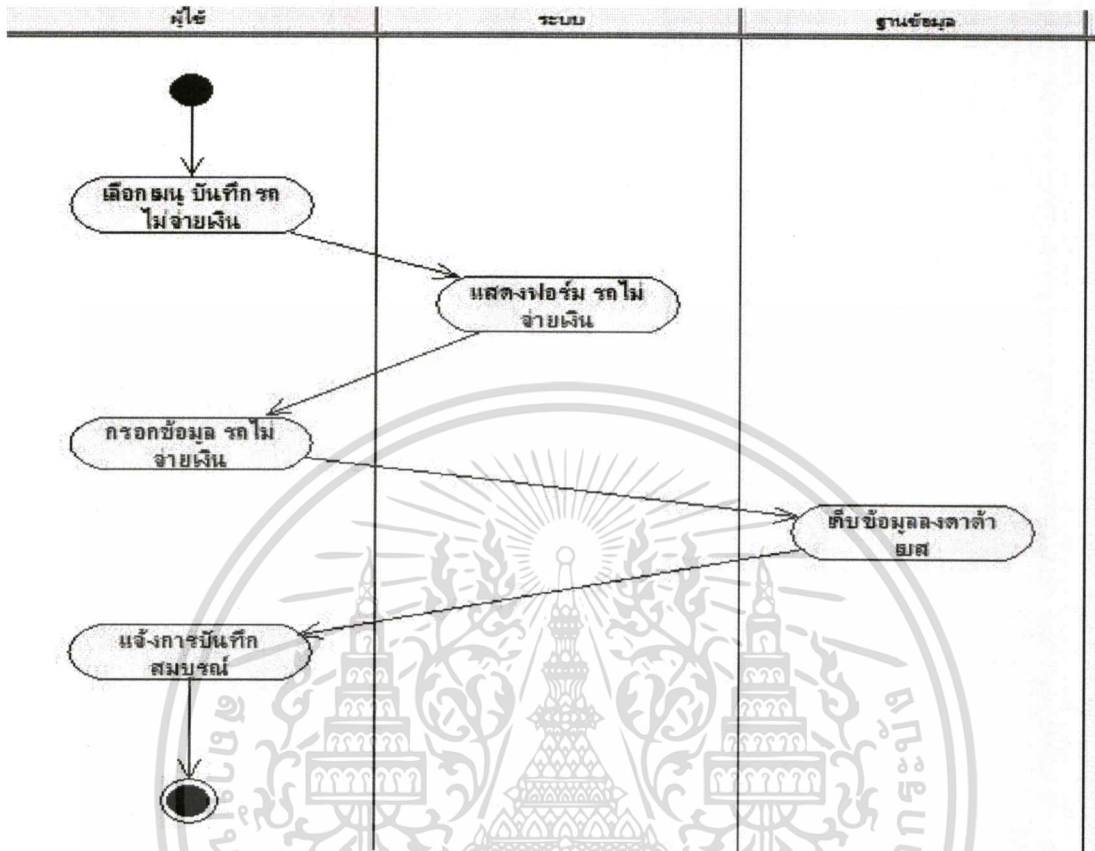 ผู้ใช้
ระบบ
ฐานข้อมูล
เลือกเมนู บันทึกรถ
ไม่จ่ายเงิน
แสดงฟอร์ม รถไม่
จ่ายเงิน
กรอกข้อมูล รถไม่
จ่ายเงิน
เก็บข้อมูลลงดาต้า
เบส
แจ้งการบันทึก
สมบูรณ์